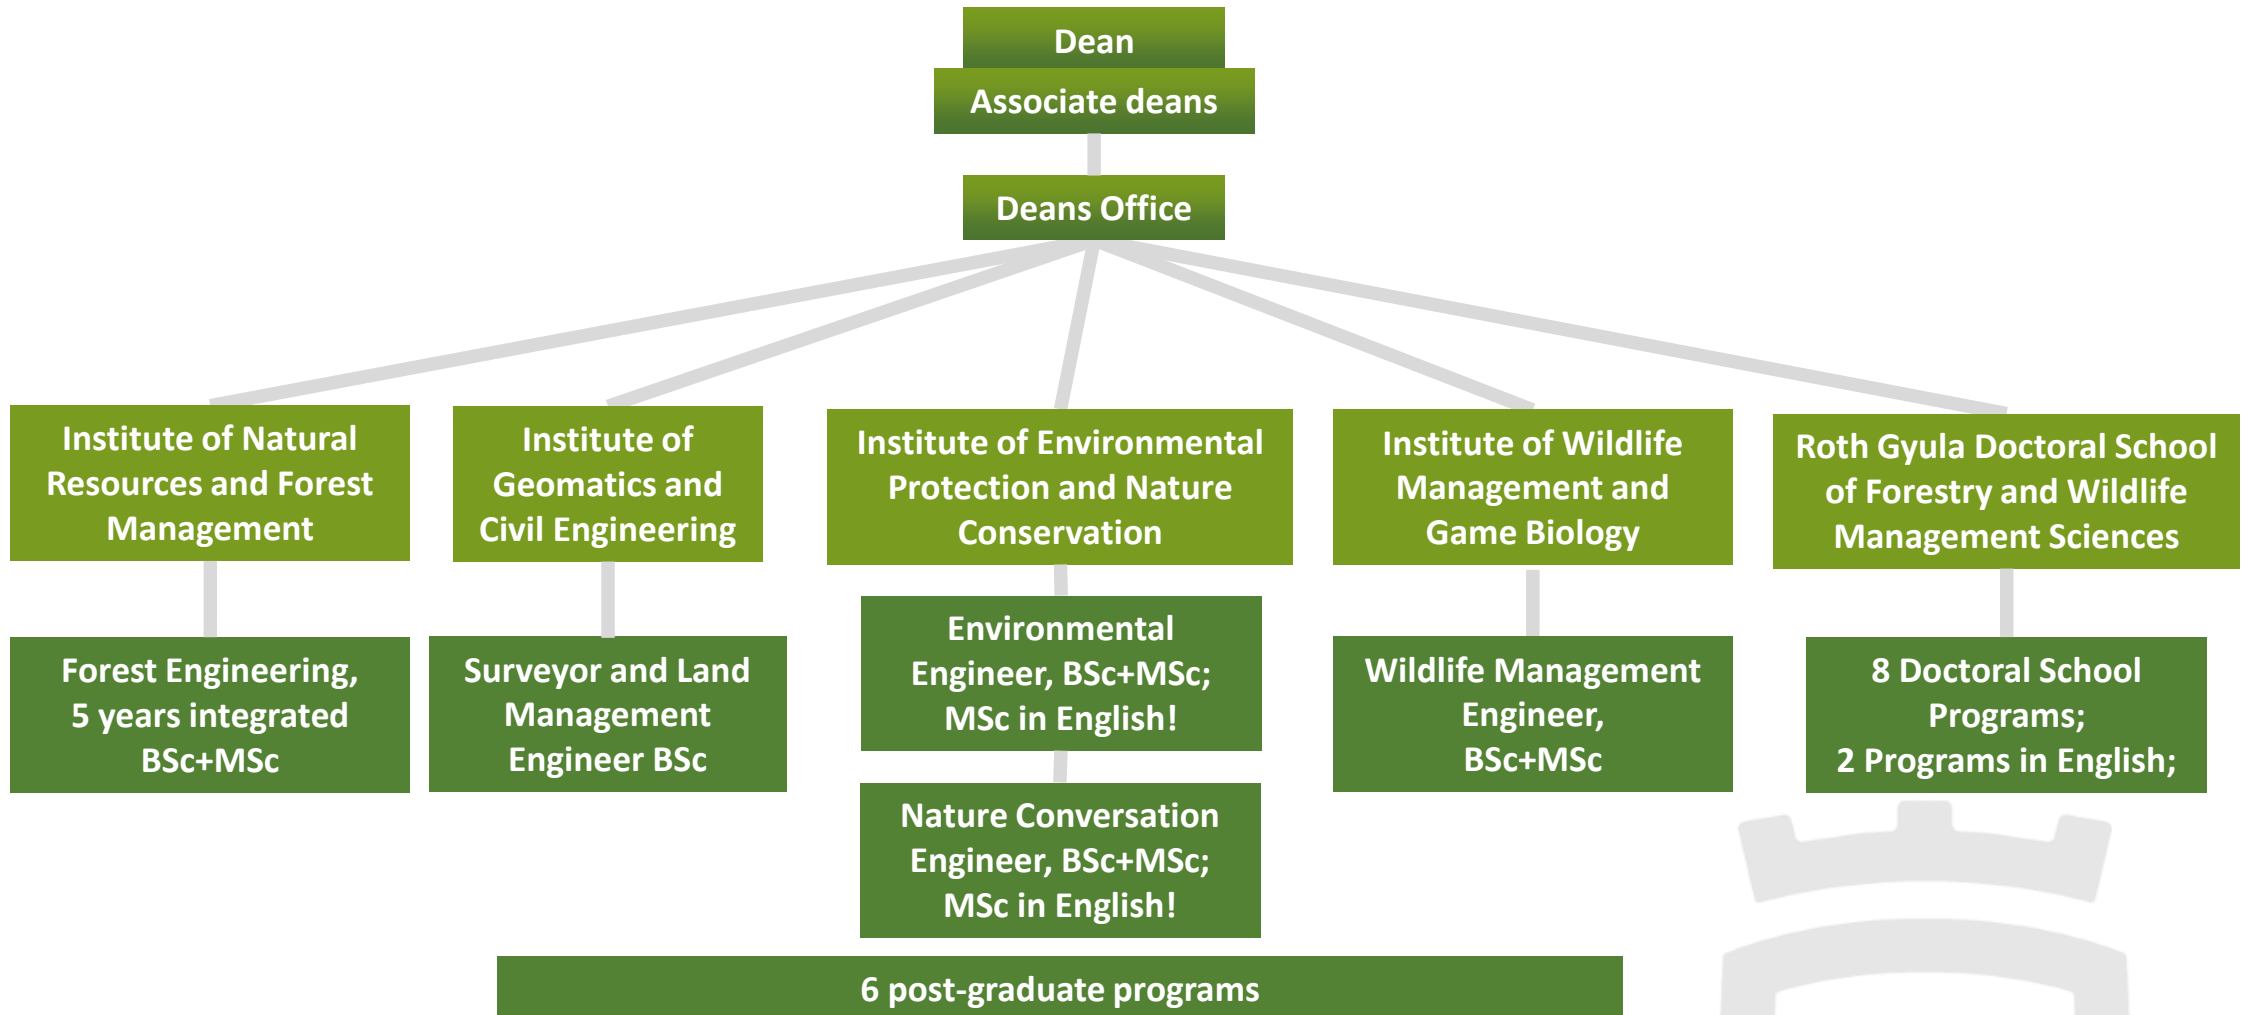 Dean
Associate deans
Deans Office
Institute of Natural
Resources and Forest
Management
Institute of
Geomatics and
Civil Engineering
Institute of Environmental
Protection and Nature
Conservation
Institute of Wildlife
Management and
Game Biology
Roth Gyula Doctoral School
of Forestry and Wildlife
Management Sciences
Forest Engineering,
5 years integrated
BSc+MSc
Surveyor and Land
Management
Engineer BSc
Environmental
Engineer, BSc+MSc;
MSc in English!
Wildlife Management
Engineer,
BSc+MSc
8 Doctoral School
Programs;
2 Programs in English;
Nature Conversation
Engineer, BSc+MSc;
MSc in English!
6 post-graduate programs